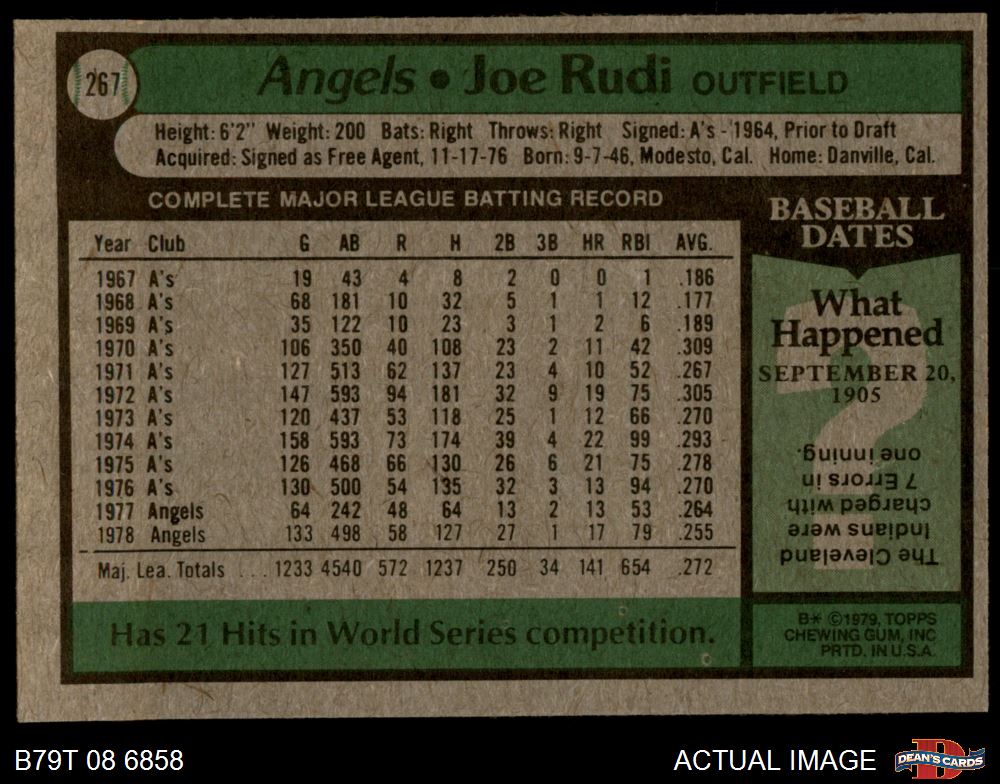 267
Angels • Joe Rudi OUTFIELD
Height: 6'2" Weight: 200 Bats: Right Throws: Right Signed: A's - 1964, Prior to Draft
Acquired: Signed as Free Agent, 11-17-76 Born: 9-7-46, Modesto, Cal. Home: Danville, Cal.
COMPLETE MAJOR LEAGUE BATTING RECORD
Year Club G AB R H 2B 3B HR RBI AVG.
1967 A's 19 43 4 8 2 0 0 1 .186
1968 A's 68 181 10 32 5 1 1 12 .177
1969 A's 35 122 10 23 3 1 2 6 .189
1970 A's 106 350 40 108 23 2 11 42 .309
1971 A's 127 513 62 137 23 4 10 52 .267
1972 A's 147 593 94 181 32 9 19 75 .305
1973 A's 120 437 53 118 25 1 12 66 .270
1974 A's 158 593 73 174 39 4 22 99 .293
1975 A's 126 468 66 130 26 6 21 75 .278
1976 A's 130 500 54 135 32 3 13 94 .270
1977 Angels 64 242 48 64 13 2 13 53 .264
1978 Angels 133 498 58 127 27 1 17 79 .255
Maj. Lea. Totals ... 1233 4540 572 1237 250 34 141 654 .272
Has 21 Hits in World Series competition.
BASEBALL
DATES
What
Happened
SEPTEMBER 20,
1905
The Cleveland
Indians were
charged with
7 Errors in
one inning.
B* ©1979, TOPPS
CHEWING GUM, INC
PRTD. IN U.S.A.
B79T 08 6858
ACTUAL IMAGE
DEAN'S CARDS